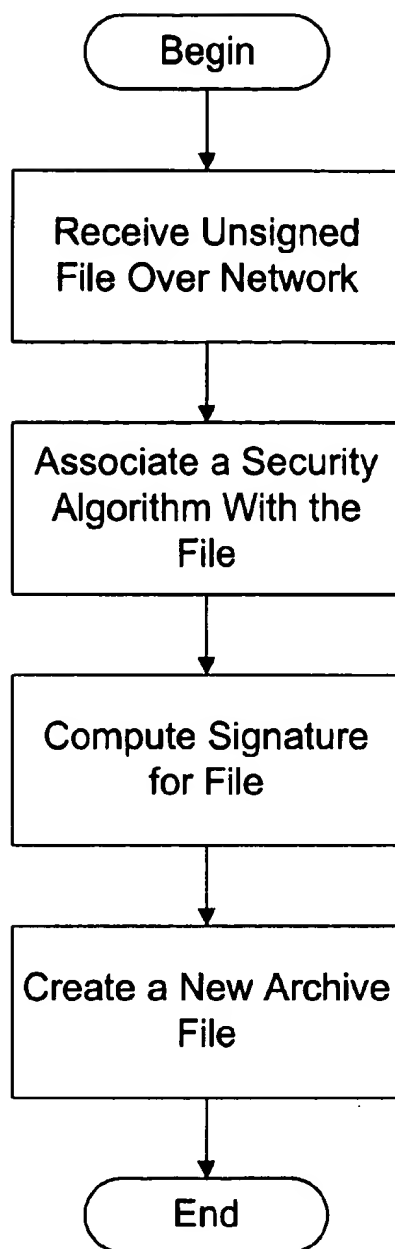 Begin
Receive Unsigned
File Over Network
Associate a Security
Algorithm With the
File
Compute Signature
for File
Create a New Archive
File
End